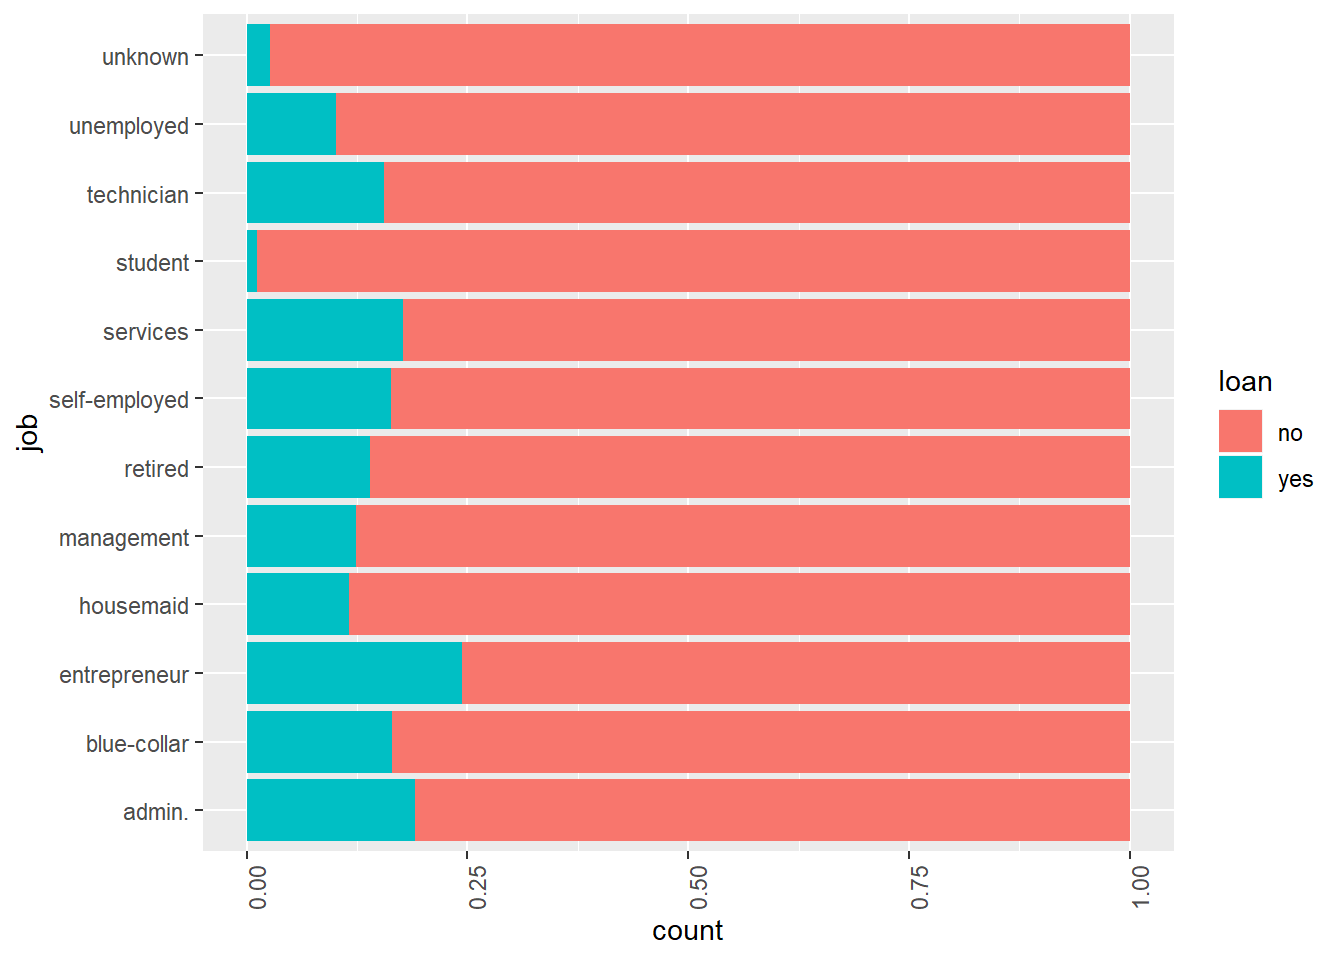 unknown
unemployed
technician
student
services
self-employed
retired
management
housemaid
entrepreneur
blue-collar
admin.
job
0.00
0.25
0.50
0.75
1.00
count
loan
no
yes